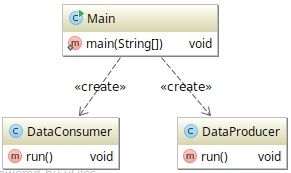 C Main
m main(String[]) void
«create» «create»
C DataConsumer
m run() void
C DataProducer
m run() void